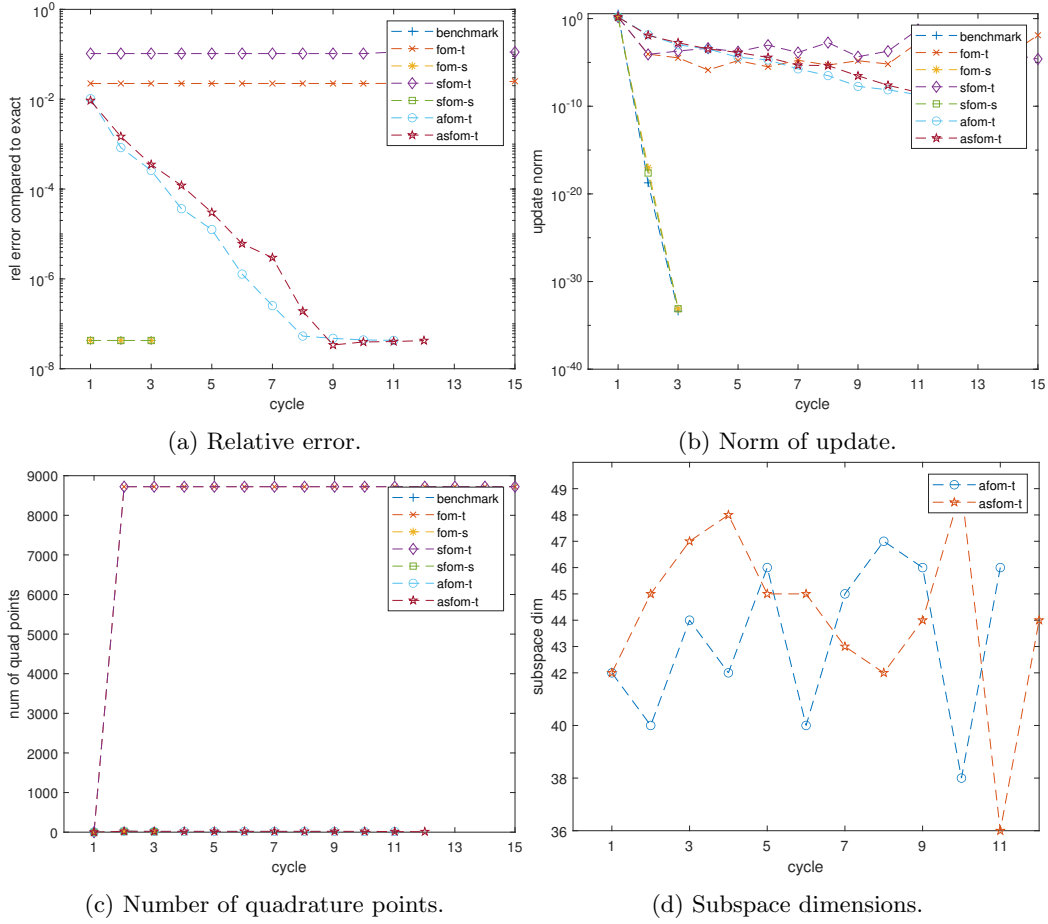 10^0
10^-2
10^-4
10^-6
10^-8
rel error compared to exact
1 3 5 7 9 11 13 15
cycle
benchmark
fom-t
fom-s
sfom-t
sfom-s
afom-t
asfom-t
(a) Relative error.
10^0
10^-10
10^-20
10^-30
10^-40
update norm
1 3 5 7 9 11 13 15
cycle
benchmark
fom-t
fom-s
sfom-t
sfom-s
afom-t
asfom-t
(b) Norm of update.
9000
8000
7000
6000
5000
4000
3000
2000
1000
0
num of quad points
1 3 5 7 9 11 13 15
cycle
benchmark
fom-t
fom-s
sfom-t
sfom-s
afom-t
asfom-t
(c) Number of quadrature points.
49
48
47
46
45
44
42
40
38
36
subspace dim
1 3 5 7 9 11
cycle
afom-t
asfom-t
(d) Subspace dimensions.